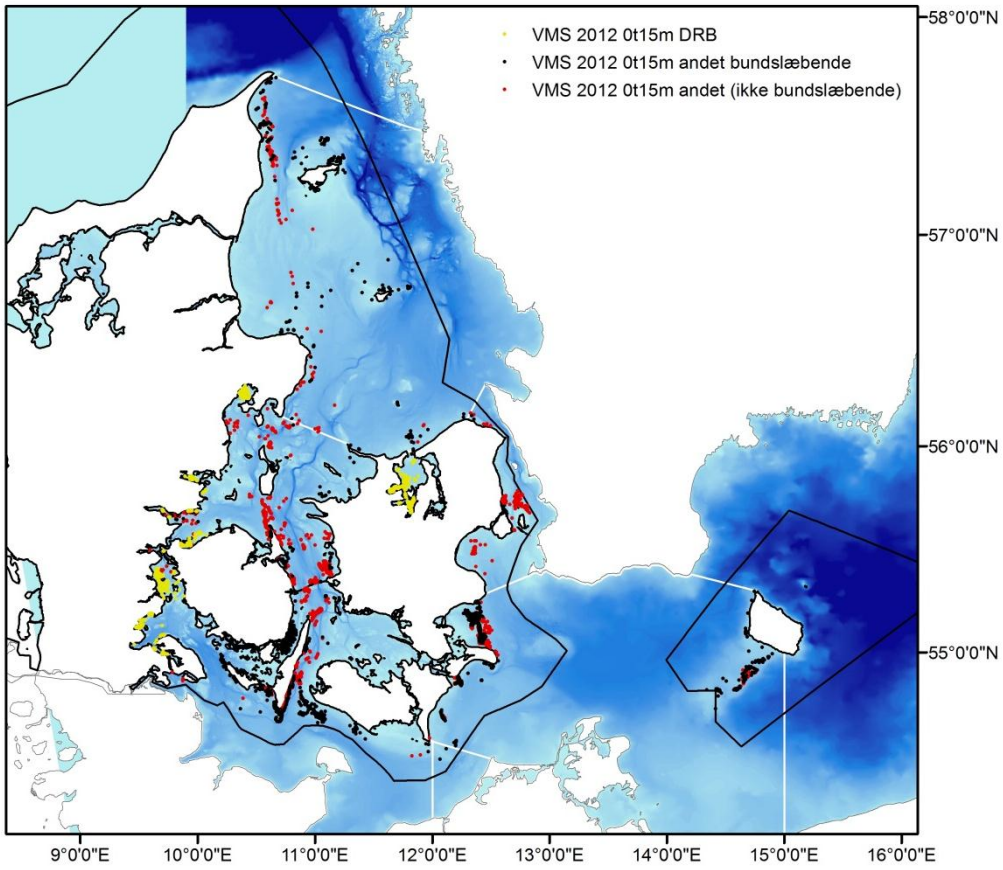 VMS 2012 0t15m DRB
VMS 2012 0t15m andet bundslæbende
VMS 2012 0t15m andet (ikke bundslæbende)
58°0'0"N
57°0'0"N
56°0'0"N
55°0'0"N
9°0'0"E 10°0'0"E 11°0'0"E 12°0'0"E 13°0'0"E 14°0'0"E 15°0'0"E 16°0'0"E